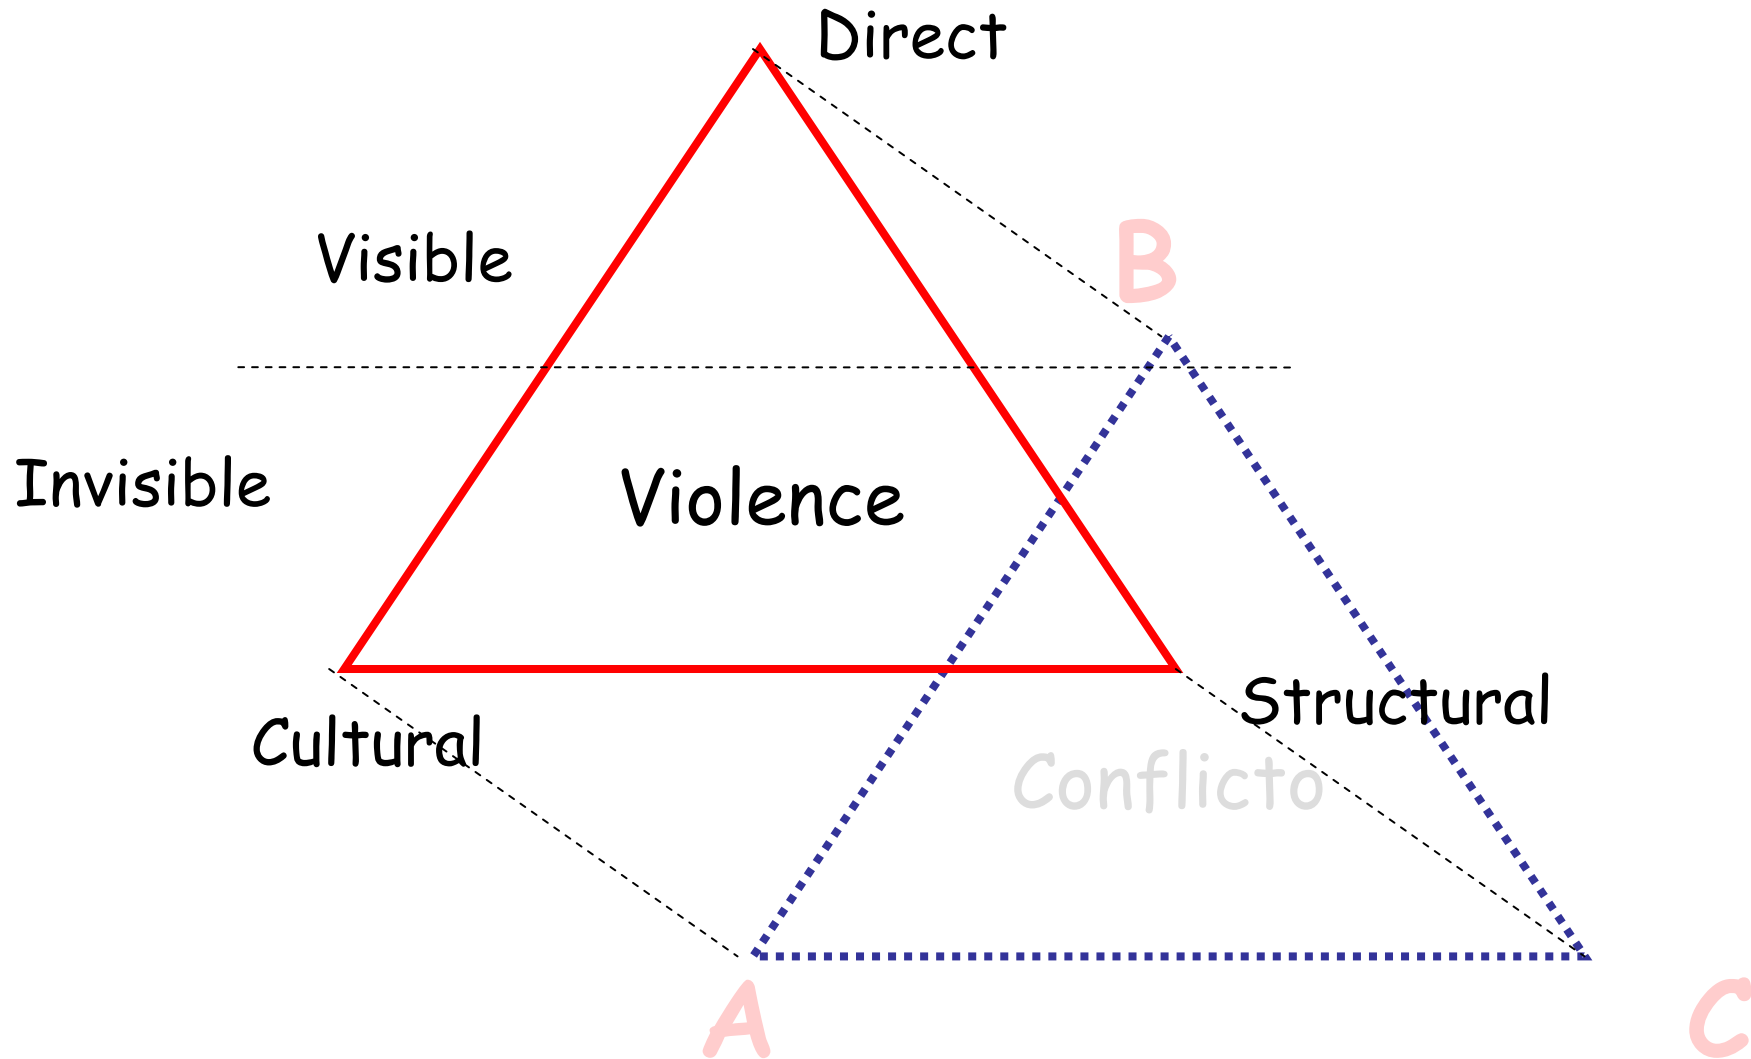 Direct
B
Visible
Invisible
Violence
Structural
Cultural
Conflicto
A
C